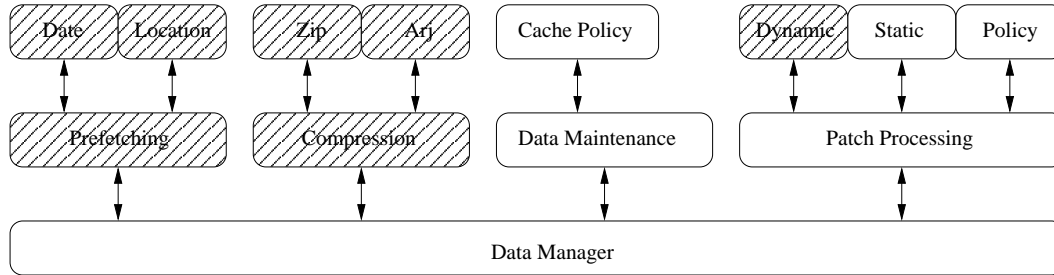 Date Location Zip Arj Cache Policy Dynamic Static Policy
Prefetching Compression Data Maintenance Patch Processing
Data Manager